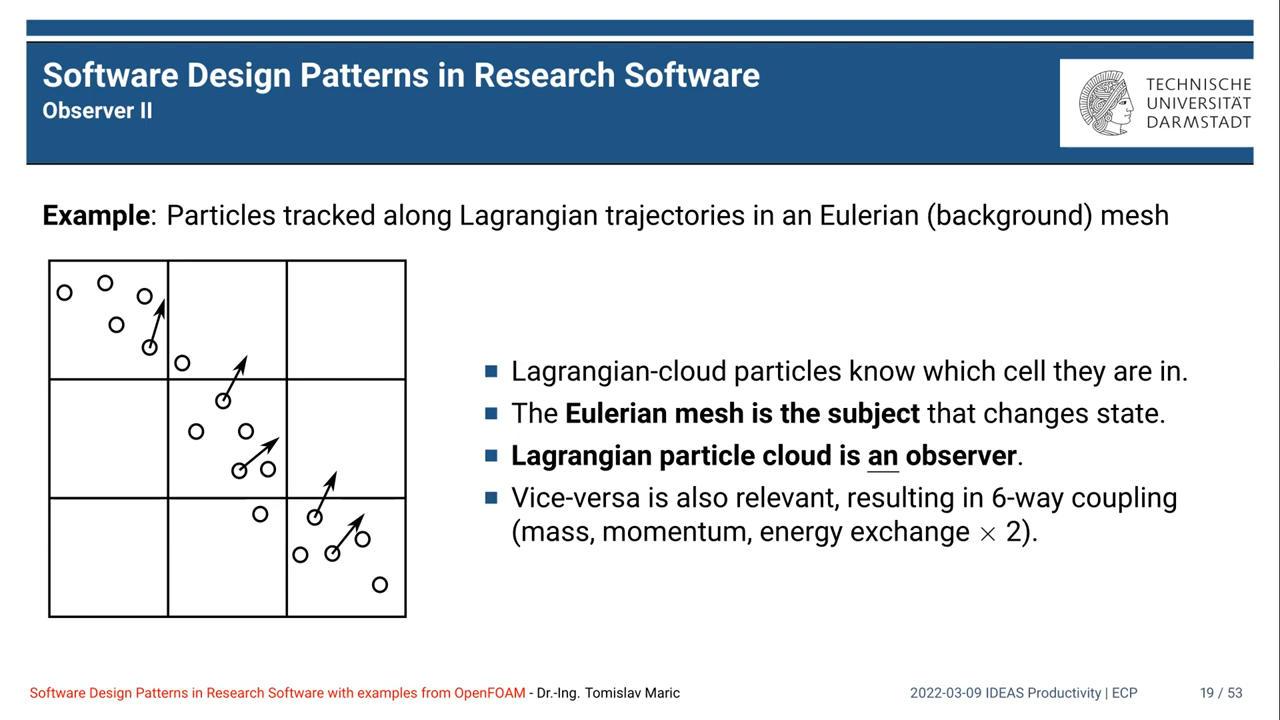 Software Design Patterns in Research Software
Observer II
TECHNISCHE
UNIVERSITÄT
DARMSTADT
Example: Particles tracked along Lagrangian trajectories in an Eulerian (background) mesh
Lagrangian-cloud particles know which cell they are in.
The Eulerian mesh is the subject that changes state.
Lagrangian particle cloud is an observer.
Vice-versa is also relevant, resulting in 6-way coupling
(mass, momentum, energy exchange × 2).
Software Design Patterns in Research Software with examples from OpenFOAM - Dr.-Ing. Tomislav Maric
2022-03-09 IDEAS Productivity | ECP
19 / 53